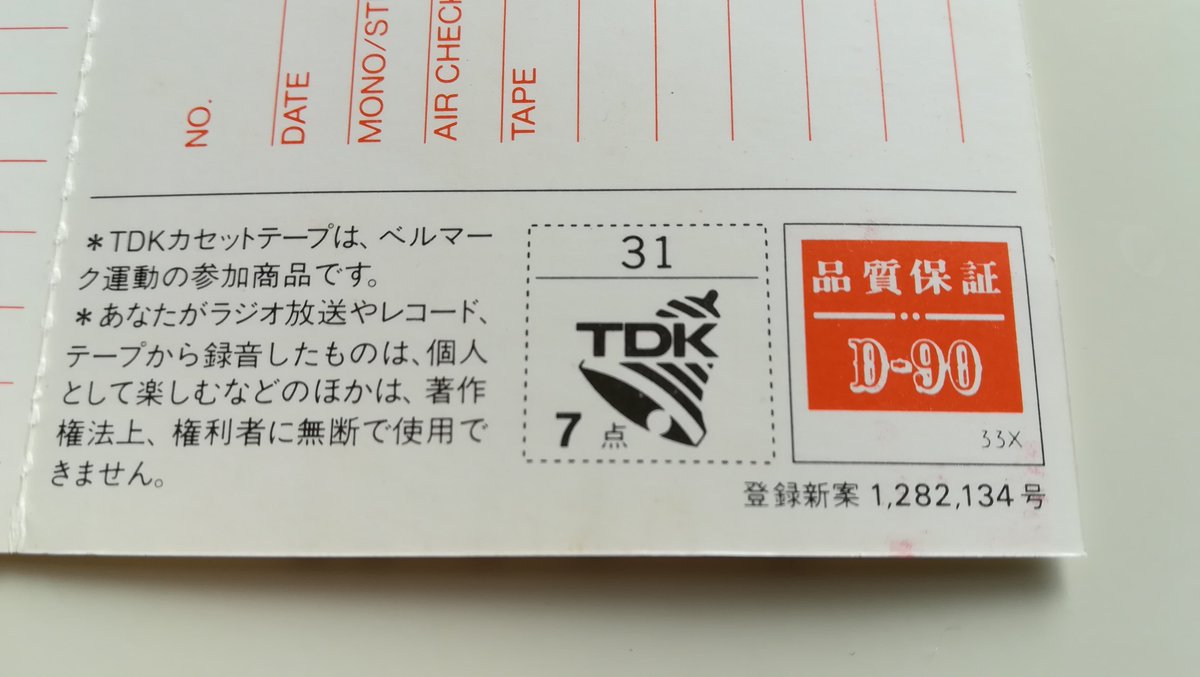 NO.
DATE
MONO/ST
AIR CHECK
TAPE
*TDKカセットテープは、ベルマー
ク運動の参加商品です。
*あなたがラジオ放送やレコード、
テープから録音したものは、個人
として楽しむなどのほかは、著作
権法上、権利者に無断で使用で
きません。
31
TDK
7点
品質保証
D-90
33X
登録新案 1,282,134号